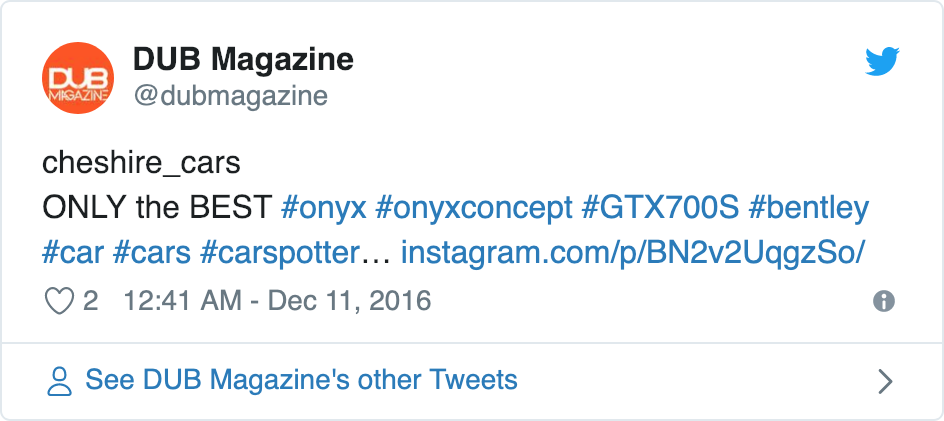 DUB
MAGAZINE
DUB Magazine
@dubmagazine
cheshire_cars
ONLY the BEST #onyx #onyxconcept #GTX700S #bentley
#car #cars #carspotter… instagram.com/p/BN2v2UqgzSo/
2 12:41 AM - Dec 11, 2016
See DUB Magazine's other Tweets